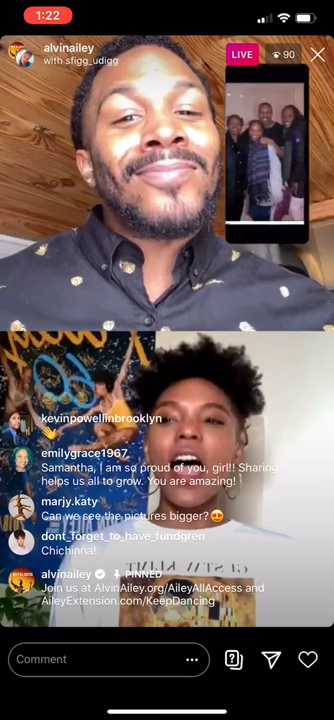 1:22
alvinailey
with sfigg_udigg
LIVE
90
60
kevinpowellinbrooklyn
emilygrace1967
Samantha, I am so proud of you, girl!! Sharing
helps us all to grow. You are amazing!
marjy.katy
Can we see the pictures bigger?😍
dont_forget_to_have_fundgren
Chichinna!
alvinailey PINNED
Join us at AlvinAiley.org/AileyAllAccess and
AileyExtension.com/KeepDancing
Comment